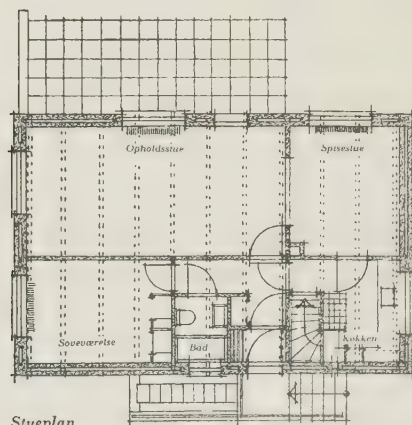 Opholdsstue
Spisestue
Soveværelse
Bad
Køkken
Stueplan